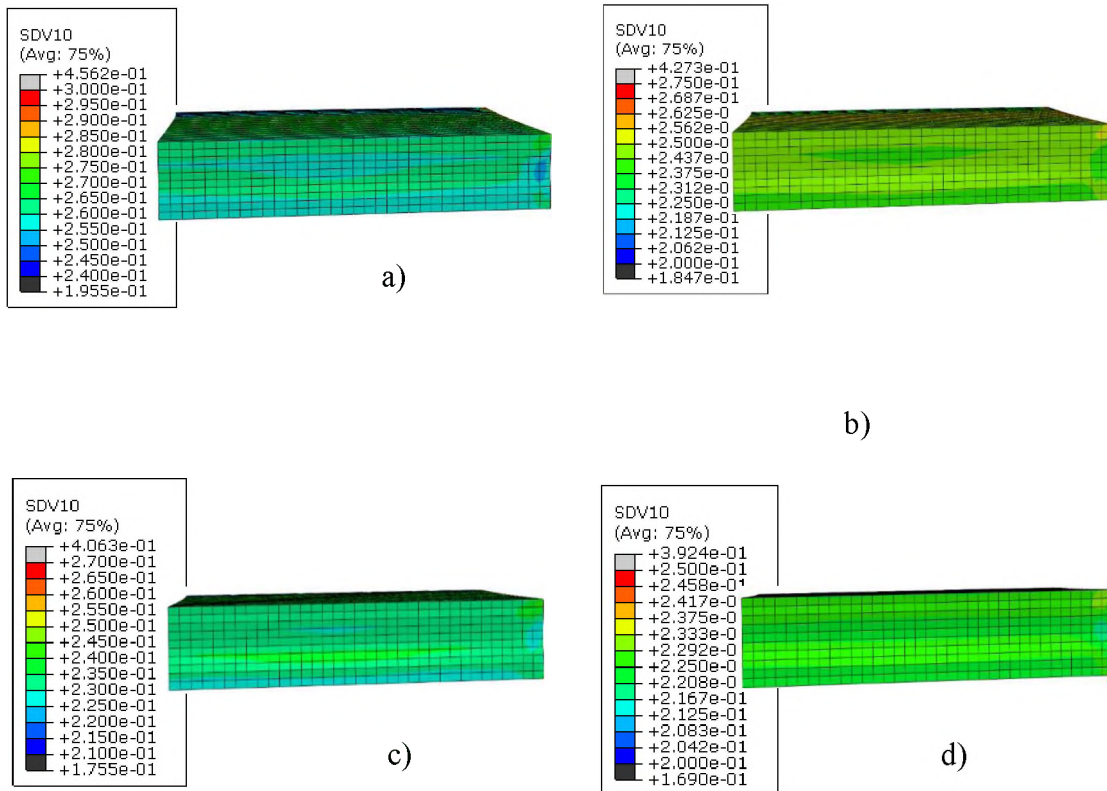 SDV10
(Avg: 75%)
+4.562e-01
+3.000e-01
+2.950e-01
+2.900e-01
+2.850e-01
+2.800e-01
+2.750e-01
+2.700e-01
+2.650e-01
+2.600e-01
+2.550e-01
+2.500e-01
+2.450e-01
+2.400e-01
+1.955e-01
a)
SDV10
(Avg: 75%)
+4.273e-01
+2.750e-01
+2.687e-01
+2.625e-0
+2.562e-0
+2.500e-0
+2.437e-0
+2.375e-0
+2.312e-0
+2.250e-0
+2.187e-01
+2.125e-01
+2.062e-01
+2.000e-01
+1.847e-01
b)
SDV10
(Avg: 75%)
+4.063e-01
+2.700e-01
+2.650e-01
+2.600e-01
+2.550e-01
+2.500e-01
+2.450e-01
+2.400e-01
+2.350e-01
+2.300e-01
+2.250e-01
+2.200e-01
+2.150e-01
+2.100e-01
+1.755e-01
c)
SDV10
(Avg: 75%)
+3.924e-01
+2.500e-01
+2.458e-01
+2.417e-0
+2.375e-0
+2.333e-0
+2.292e-0
+2.250e-0
+2.208e-0
+2.167e-01
+2.125e-01
+2.083e-01
+2.042e-01
+2.000e-01
+1.690e-01
d)